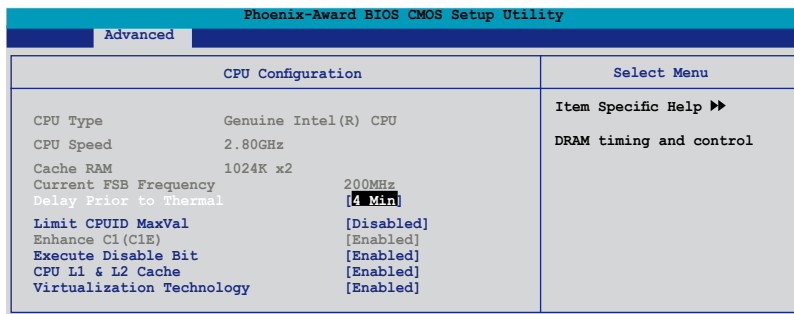 Phoenix-Award BIOS CMOS Setup Utility
Advanced
CPU Configuration
Select Menu
Item Specific Help ▶▶
DRAM timing and control
CPU Type Genuine Intel(R) CPU
CPU Speed 2.80GHz
Cache RAM 1024K x2
Current FSB Frequency 200MHz
Delay Prior to Thermal [4 Min]
Limit CPUID MaxVal [Disabled]
Enhance C1(C1E) [Enabled]
Execute Disable Bit [Enabled]
CPU L1 & L2 Cache [Enabled]
Virtualization Technology [Enabled]